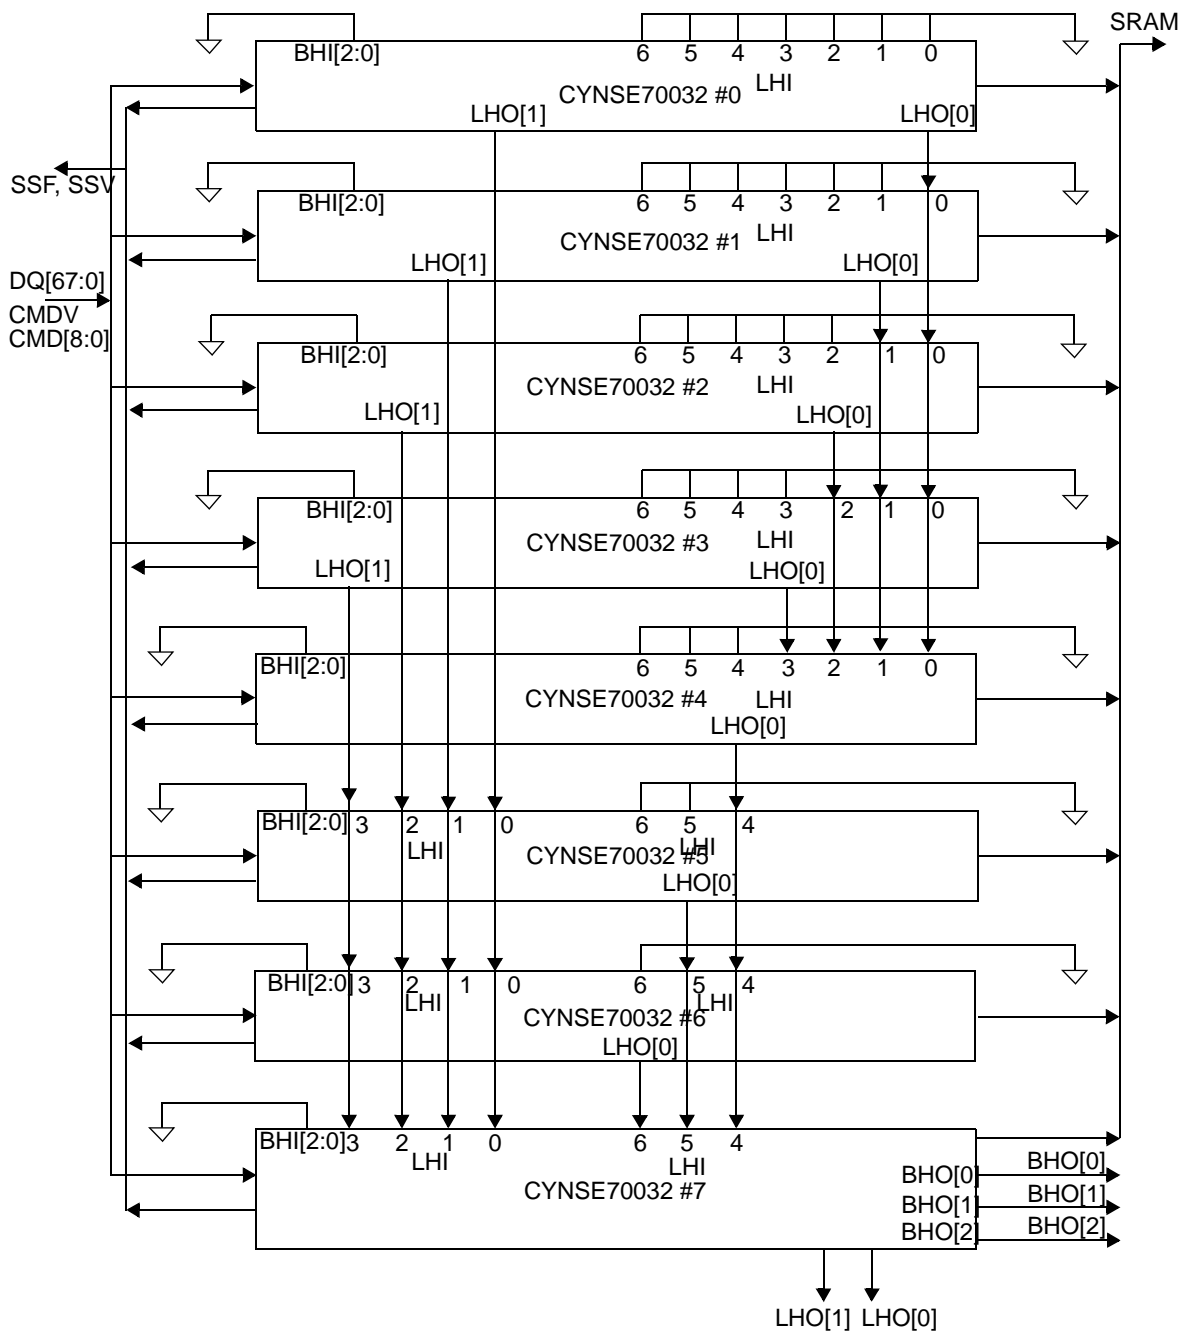 SRAM
BHI[2:0] 6 5 4 3 2 1 0
LHI
CYNSE70032 #0
LHO[1] LHO[0]
SSF, SSV
BHI[2:0] 6 5 4 3 2 1 0
LHI
CYNSE70032 #1
LHO[1] LHO[0]
DQ[67:0]
CMDV
CMD[8:0]
BHI[2:0] 6 5 4 3 2 1 0
CYNSE70032 #2 LHI
LHO[1] LHO[0]
BHI[2:0] 6 5 4 3 2 1 0
CYNSE70032 #3 LHI
LHO[1] LHO[0]
BHI[2:0] 6 5 4 3 2 1 0
CYNSE70032 #4 LHI
LHO[0]
BHI[2:0] 3 2 1 0 6 5 4
LHI LHI
CYNSE70032 #5
LHO[0]
BHI[2:0] 3 2 1 0 6 5 4
LHI LHI
CYNSE70032 #6
LHO[0]
BHI[2:0] 3 2 1 0 6 5 4
LHI LHI
CYNSE70032 #7
BHO[0] BHO[0]
BHO[1] BHO[1]
BHO[2] BHO[2]
LHO[1] LHO[0]